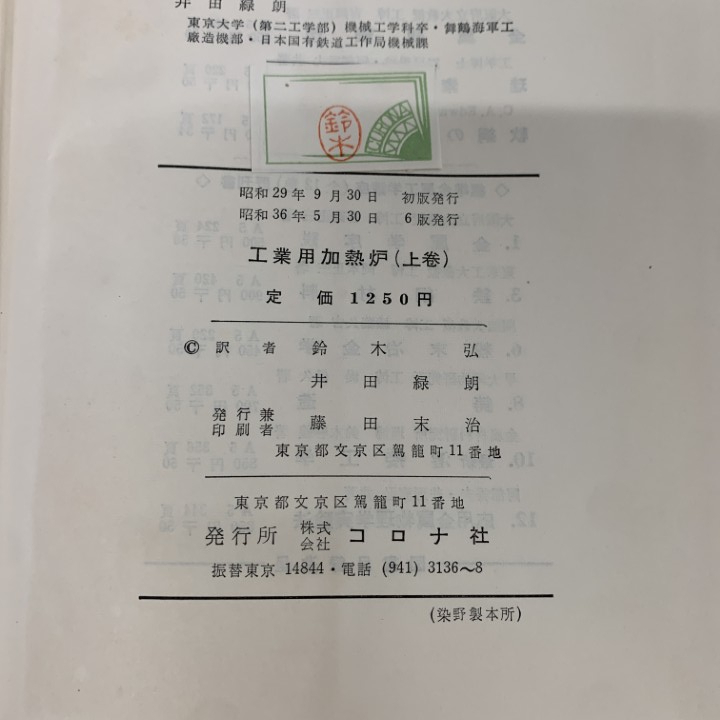 井田緑朗
東京大学(第二工学部)機械工学科卒・舞鶴海軍工
廠造機部・日本国有鉄道工作局機械課
鈴木
CORONA
昭和29年9月30日 初版発行
昭和36年5月30日 6版発行
工業用加熱炉(上巻)
定価 1250円
© 訳者 鈴木弘
井田緑朗
発行兼
印刷者 藤田末治
東京都文京区駕籠町11番地
東京都文京区駕籠町11番地
発行所 株式会社 コロナ社
振替東京 14844・電話 (941) 3136〜8
(染野製本所)